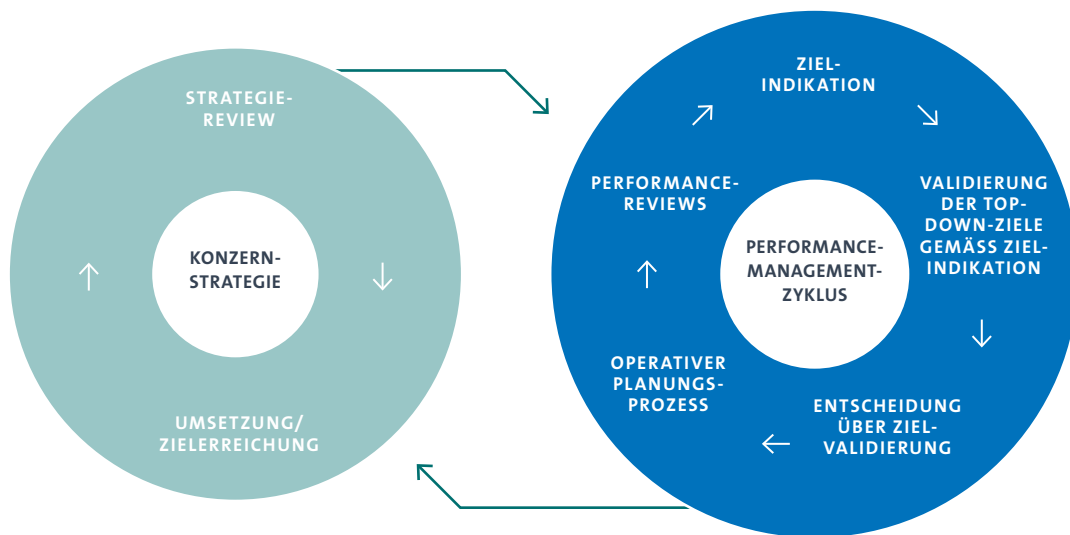 STRATEGIE-
REVIEW
KONZERN-
STRATEGIE
UMSETZUNG/
ZIELERREICHUNG
ZIEL-
INDIKATION
VALIDIERUNG
DER TOP-
DOWN-ZIELE
GEMÄSS ZIEL-
INDIKATION
ENTSCHEIDUNG
ÜBER ZIEL-
VALIDIERUNG
OPERATIVER
PLANUNGS-
PROZESS
PERFORMANCE-
REVIEWS
PERFORMANCE-
MANAGEMENT-
ZYKLUS